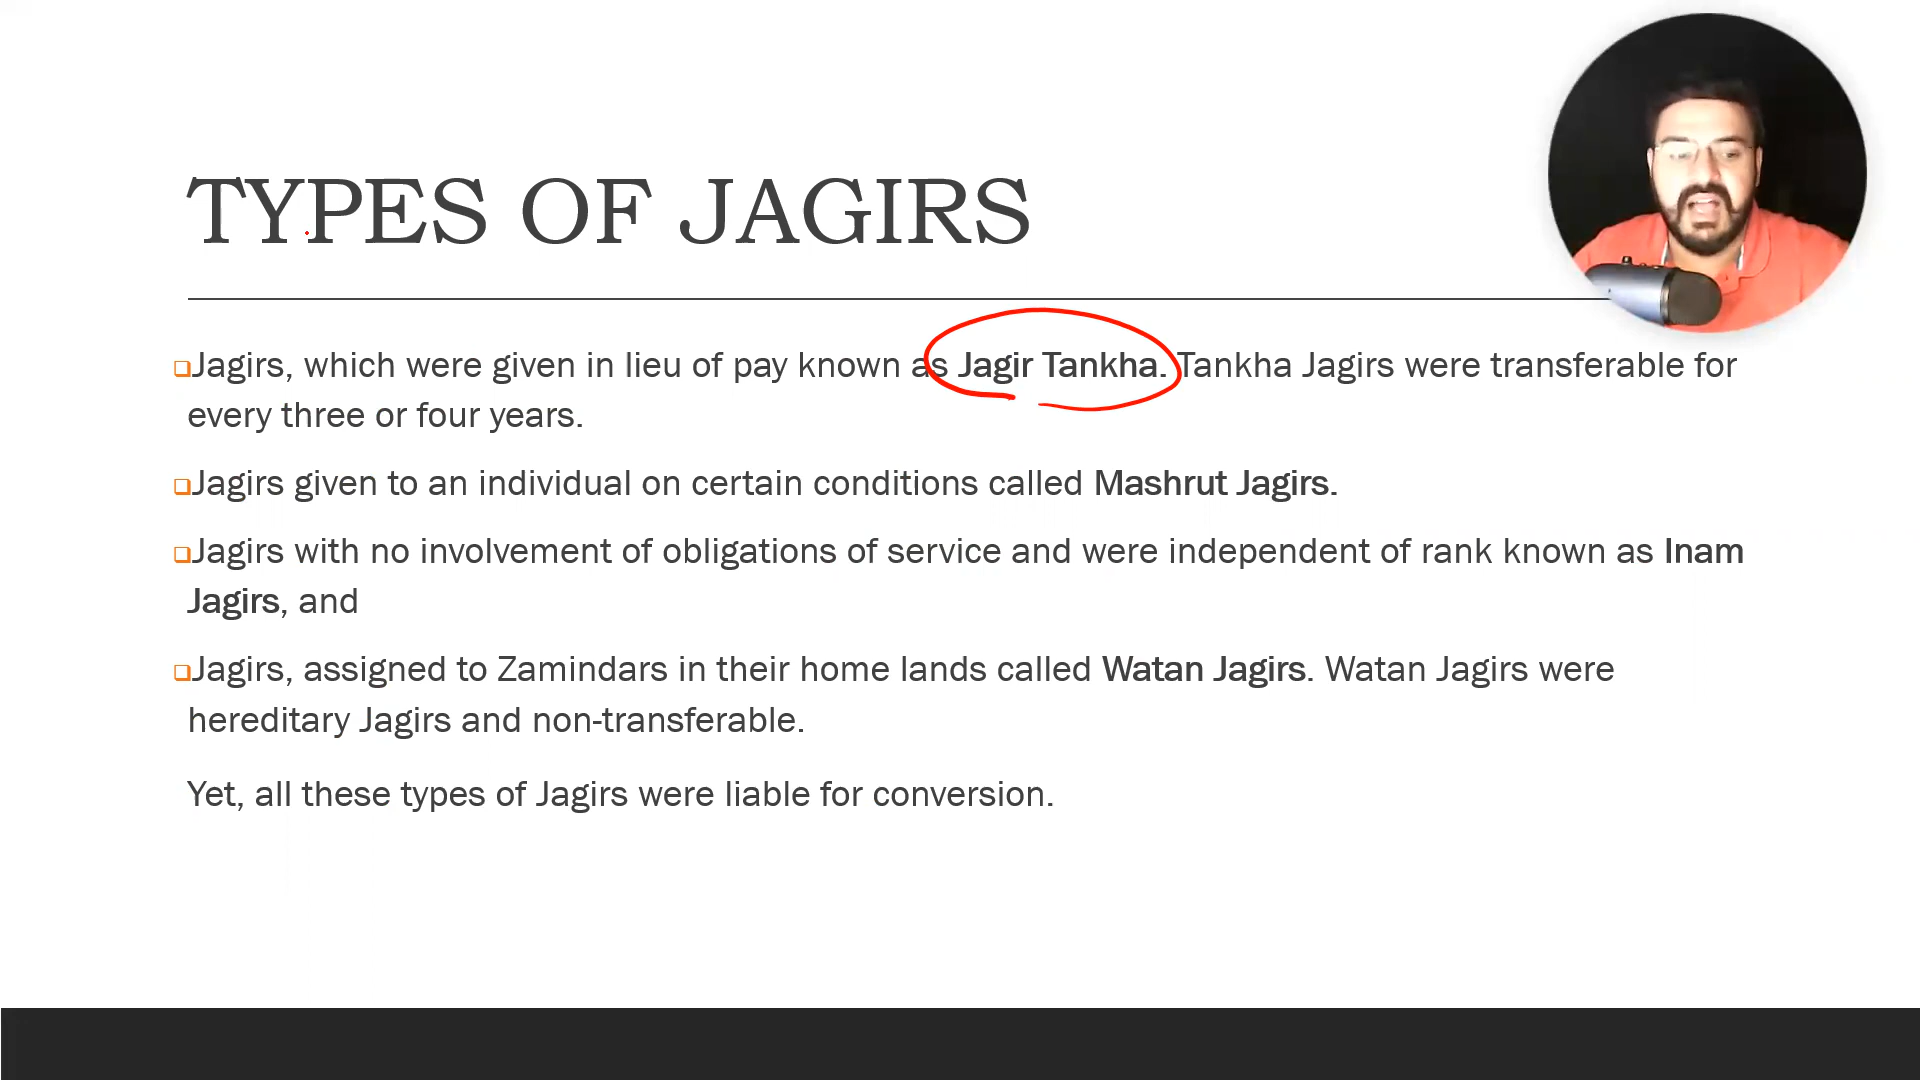 TYPES OF JAGIRS
Jagirs, which were given in lieu of pay known as Jagir Tankha. Tankha Jagirs were transferable for
every three or four years.
Jagirs given to an individual on certain conditions called Mashrut Jagirs.
Jagirs with no involvement of obligations of service and were independent of rank known as Inam
Jagirs, and
Jagirs, assigned to Zamindars in their home lands called Watan Jagirs. Watan Jagirs were
hereditary Jagirs and non-transferable.
Yet, all these types of Jagirs were liable for conversion.